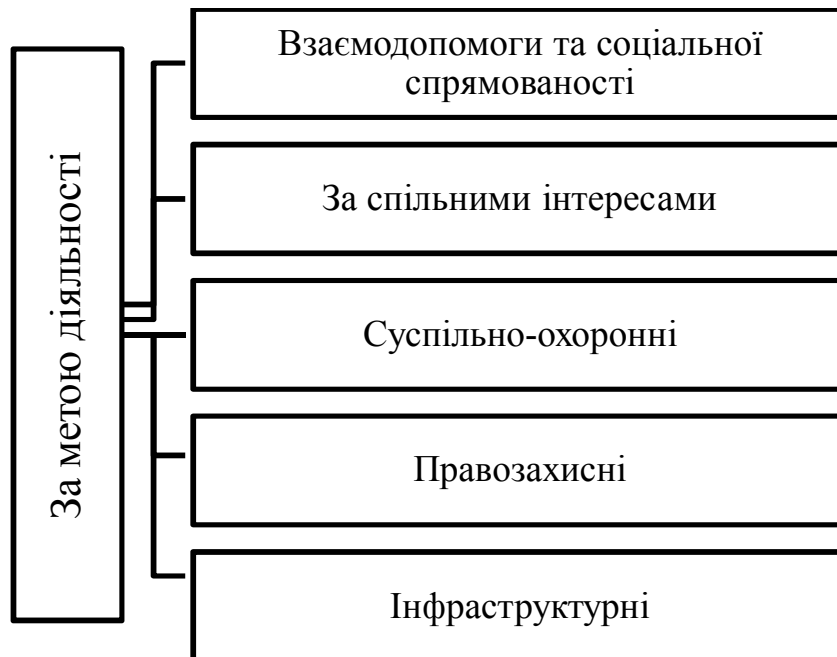 За метою діяльності
Взаємодопомоги та соціальної
спрямованості
За спільними інтересами
Суспільно-охоронні
Правозахисні
Інфраструктурні